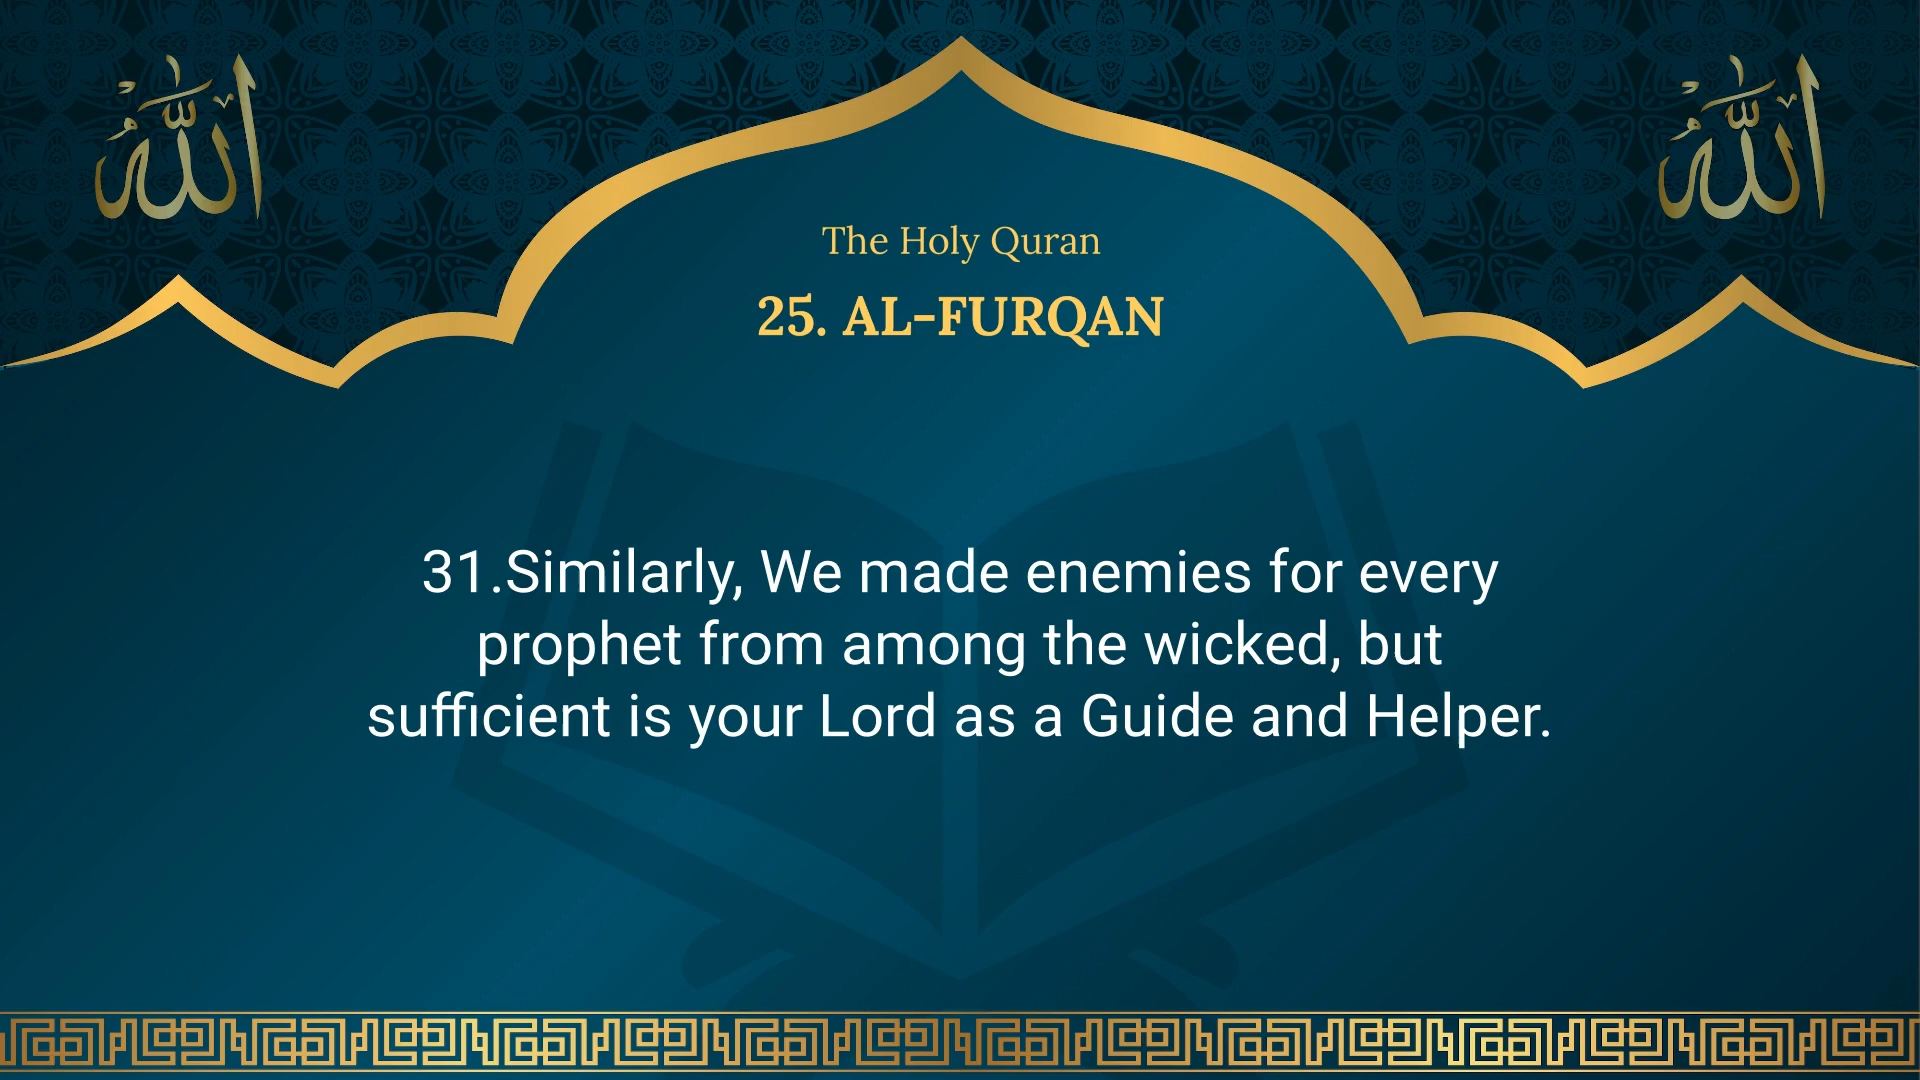 الله
الله
The Holy Quran
25. AL-FURQAN
31.Similarly, We made enemies for every
prophet from among the wicked, but
sufficient is your Lord as a Guide and Helper.